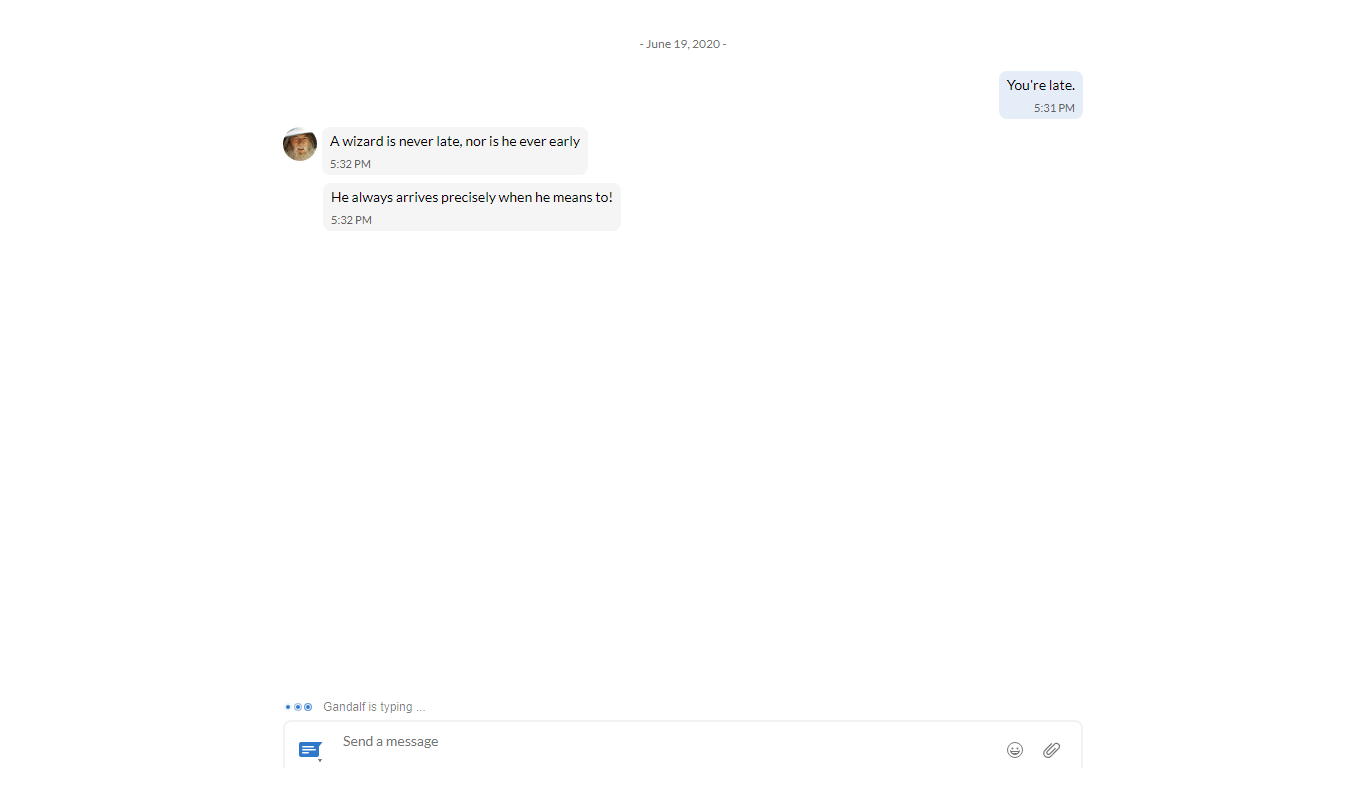 - June 19, 2020 -
You're late.
5:31 PM
A wizard is never late, nor is he ever early
5:32 PM
He always arrives precisely when he means to!
5:32 PM
Gandalf is typing ...
Send a message